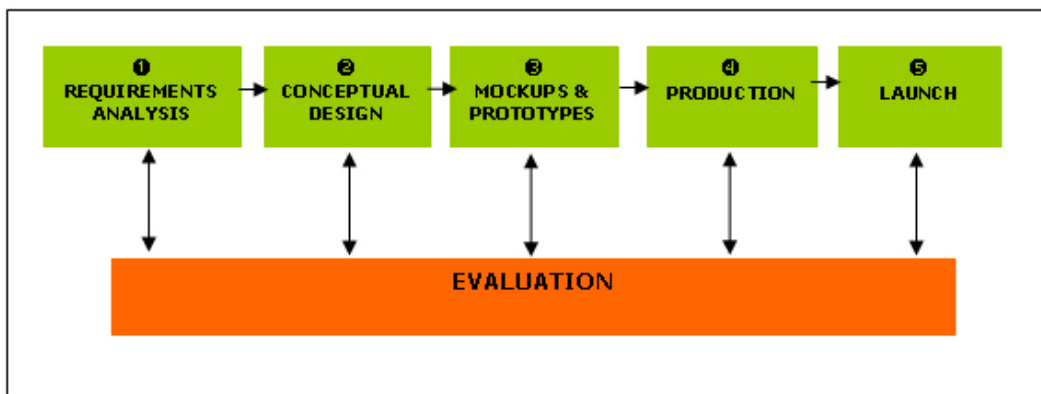 ❶
REQUIREMENTS
ANALYSIS
❷
CONCEPTUAL
DESIGN
❸
MOCKUPS &
PROTOTYPES
❹
PRODUCTION
❺
LAUNCH
EVALUATION